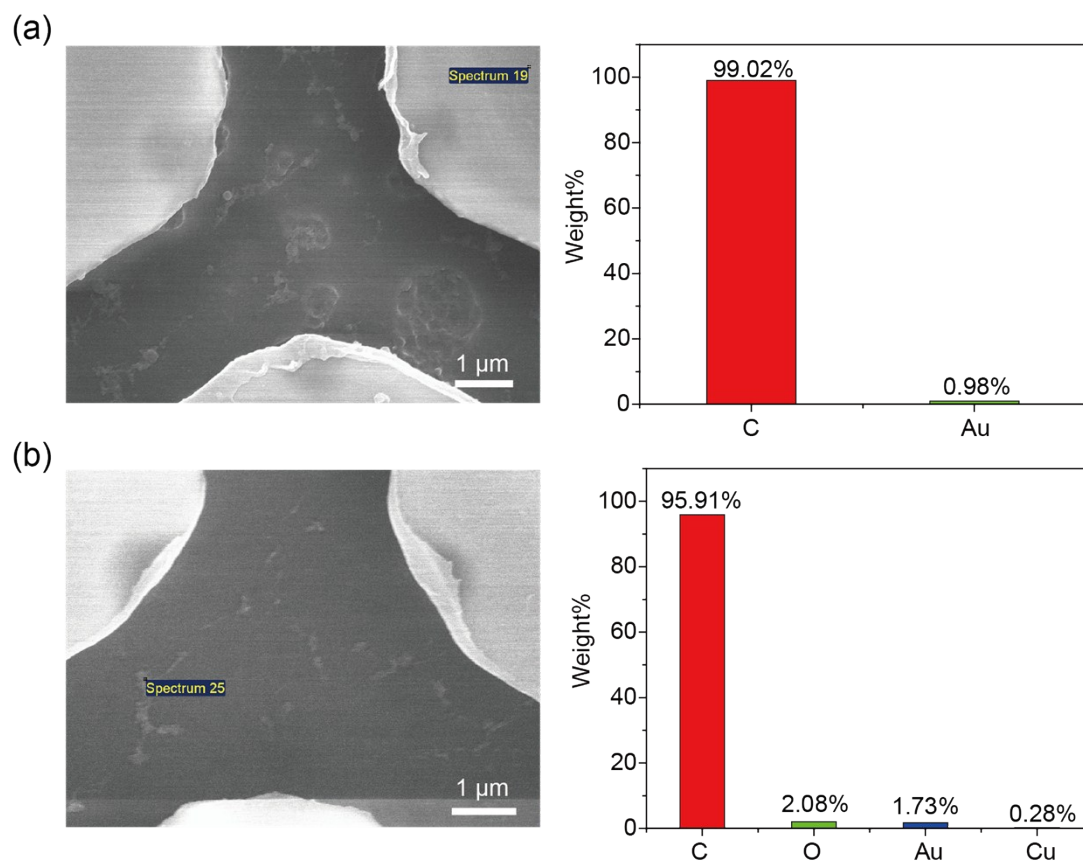 (a)
Spectrum 19
1 μm
Weight%
100
80
60
40
20
0
99.02%
0.98%
C Au
(b)
Spectrum 25
1 μm
Weight%
100
80
60
40
20
0
95.91%
2.08%
1.73%
0.28%
C O Au Cu